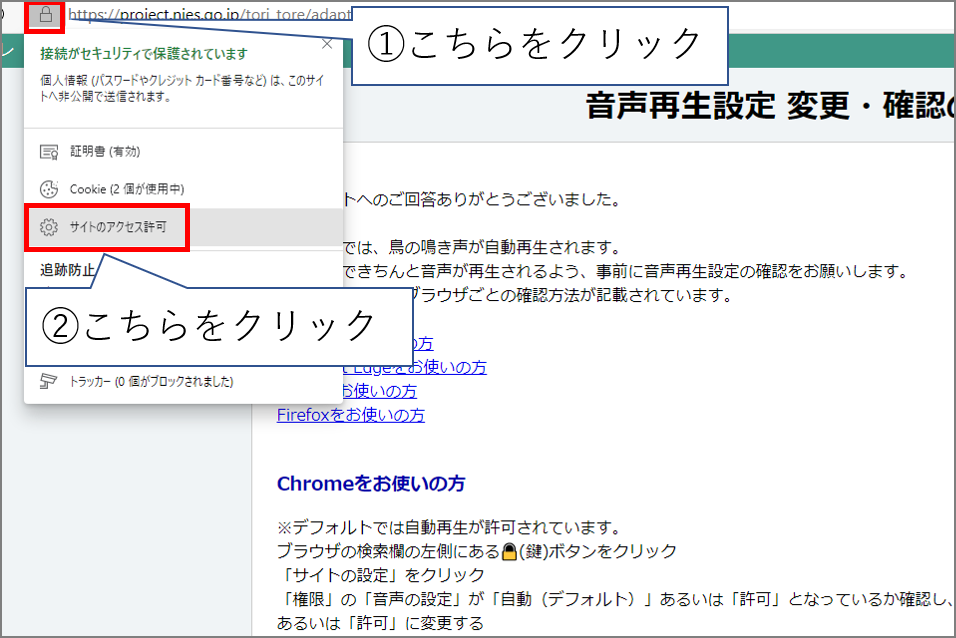 https://project.nies.go.jp/tori_tore/adapt
①こちらをクリック
接続がセキュリティで保護されています
個人情報 (パスワードやクレジット カード番号など) は、このサイ
トへ非公開で送信されます。
音声再生設定 変更・確認の
証明書 (有効)
Cookie (2 個が使用中)
トへのご回答ありがとうございました。
サイトのアクセス許可
では、鳥の鳴き声が自動再生されます。
追跡防止
できちんと音声が再生されるよう、事前に音声再生設定の確認をお願いします。
ブラウザごとの確認方法が記載されています。
②こちらをクリック
の方
Edgeをお使いの方
トラッカー (0 個がブロックされました)
お使いの方
Firefoxをお使いの方
Chromeをお使いの方
※デフォルトでは自動再生が許可されています。
ブラウザの検索欄の左側にある🔒(鍵)ボタンをクリック
「サイトの設定」をクリック
「権限」の「音声の設定」が「自動（デフォルト）」あるいは「許可」となっているか確認し、
あるいは「許可」に変更する